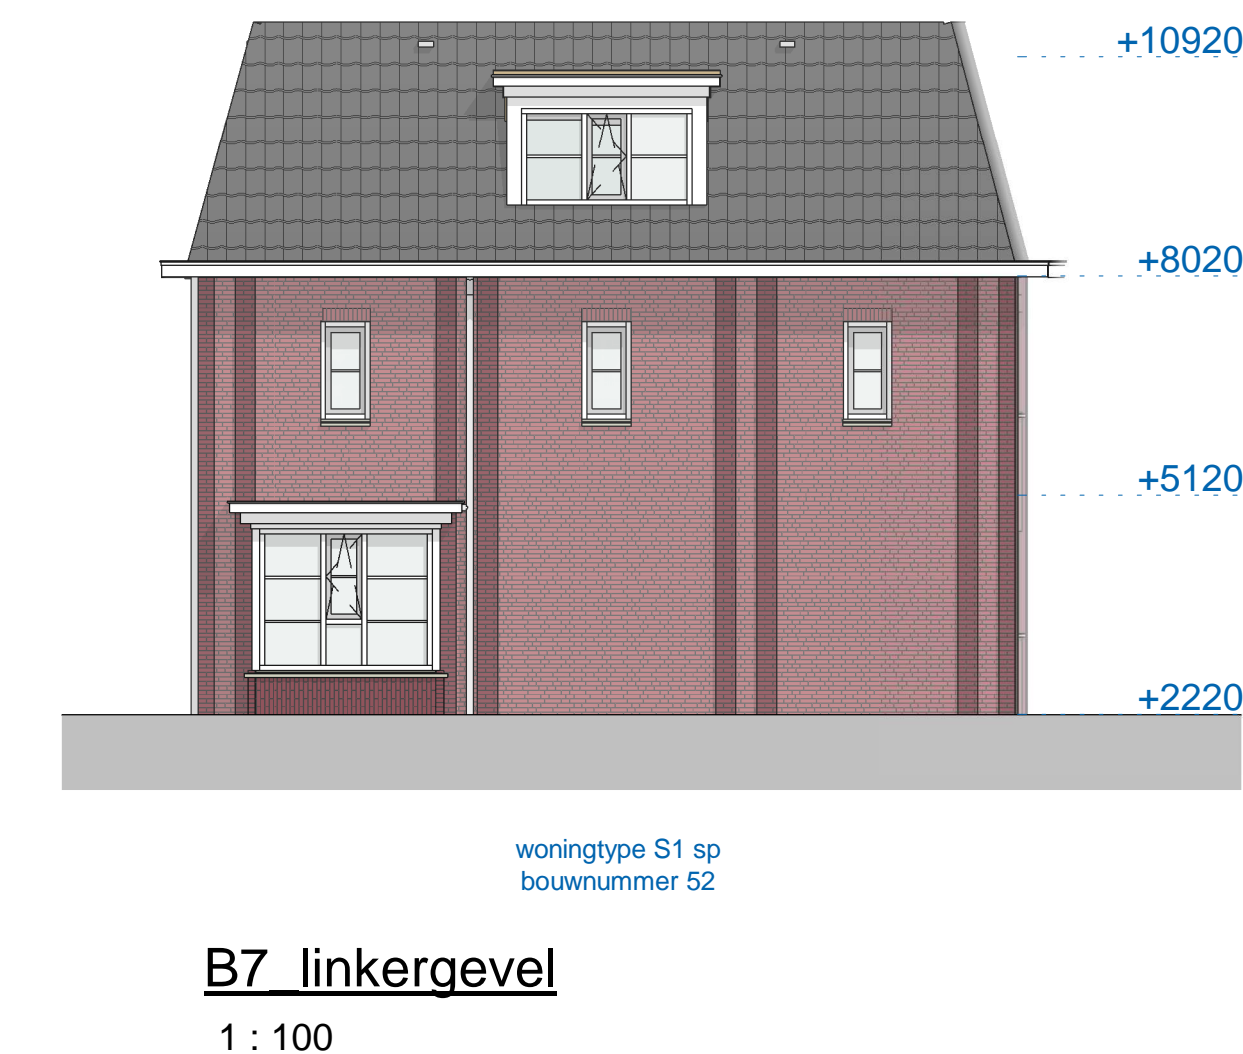 +10920
+8020
+5120
+2220
woningtype S1 sp
bouwnummer 52
B7_linkergevel
1 : 100